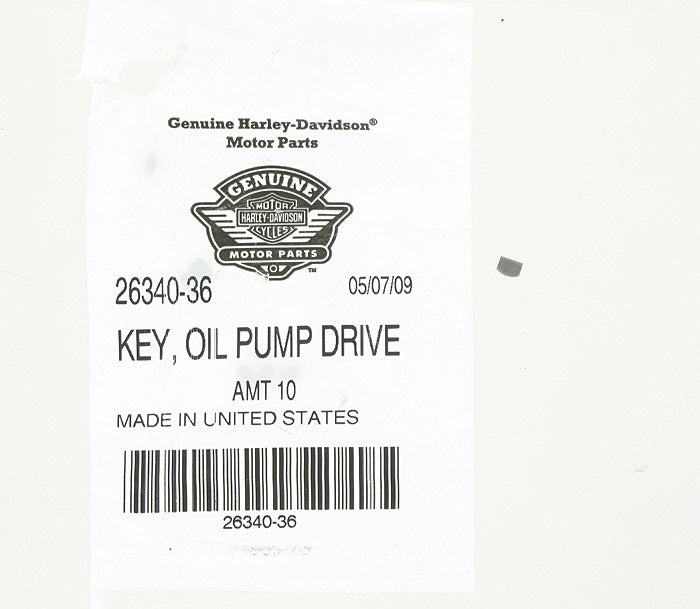 Genuine Harley-Davidson®
Motor Parts
GENUINE
MOTOR
HARLEY-DAVIDSON
CYCLES
MOTOR PARTS
TM
26340-36
05/07/09
KEY, OIL PUMP DRIVE
AMT 10
MADE IN UNITED STATES
26340-36